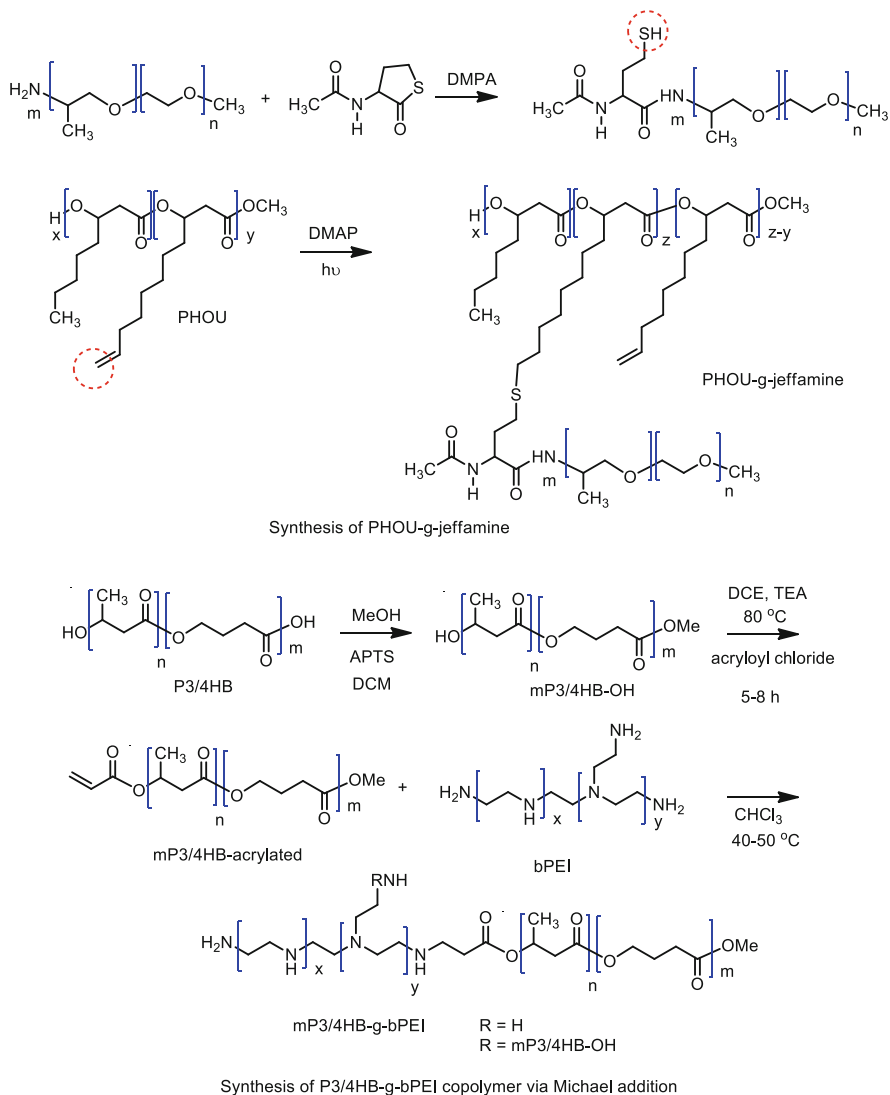 SH
H2N m CH3 O O CH3 n + CH3 O N H O S DMPA CH3 O N H O HN m CH3 O O CH3 n
H x O O O O OCH3 y
CH3
PHOU
DMAP
hυ
H x O O O z O O O OCH3 z-y
CH3
S
PHOU-g-jeffamine
CH3 O N H O HN m CH3 O O CH3 n
Synthesis of PHOU-g-jeffamine
HO CH3 O n O O OH m
P3/4HB
MeOH
APTS
DCM
HO CH3 O n O O OMe m
mP3/4HB-OH
DCE, TEA
80 °C
acryloyl chloride
5-8 h
O O CH3 O n O O OMe m
mP3/4HB-acrylated
+
H2N N H x N NH2 y NH2
bPEI
CHCl3
40-50 °C
RNH
H2N N H x N y N H O O CH3 O n O O OMe m
mP3/4HB-g-bPEI
R = H
R = mP3/4HB-OH
Synthesis of P3/4HB-g-bPEI copolymer via Michael addition